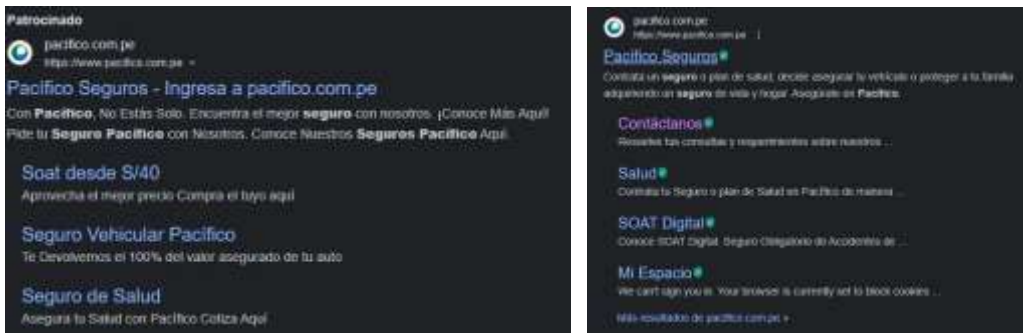 Patrocinado
pacifico.com.pe
https://www.pacifico.com.pe
Pacífico Seguros - Ingresa a pacifico.com.pe
Con Pacífico, No Estás Solo. Encuentra el mejor seguro con nosotros. ¡Conoce Más Aquí!
Pide tu Seguro Pacífico con Nosotros. Conoce Nuestros Seguros Pacífico Aquí.
Soat desde S/40
Aprovecha el mejor precio Compra el tuyo aquí
Seguro Vehicular Pacífico
Te Devolvemos el 100% del valor asegurado de tu auto
Seguro de Salud
Asegura tu Salud con Pacífico Cotiza Aquí
pacifico.com.pe
https://www.pacifico.com.pe
Pacífico Seguros
Contrata un seguro o plan de salud, decide asegurar tu vehículo o proteger a tu familia
adquiriendo un seguro de vida y hogar. Asegúrate en Pacífico.
Contáctanos
Resuelve tus consultas y requerimientos sobre nuestros ...
Salud
Contrata tu Seguro o plan de Salud en Pacífico de manera ...
SOAT Digital
Conoce SOAT Digital: Seguro Obligatorio de Accidentes de ...
Mi Espacio
We can't sign you in. Your browser is currently set to block cookies ...
Más resultados de pacifico.com.pe »